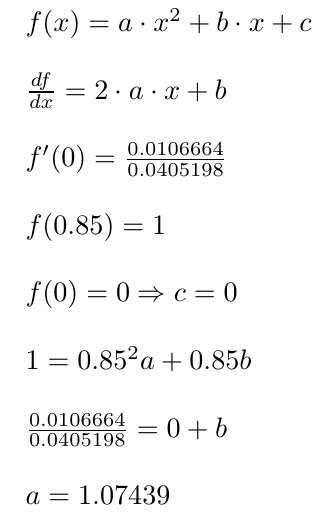 f(x) = a · x² + b · x + c
df/dx = 2 · a · x + b
f′(0) = 0.0106664/0.0405198
f(0.85) = 1
f(0) = 0 ⇒ c = 0
1 = 0.85²a + 0.85b
0.0106664/0.0405198 = 0 + b
a = 1.07439